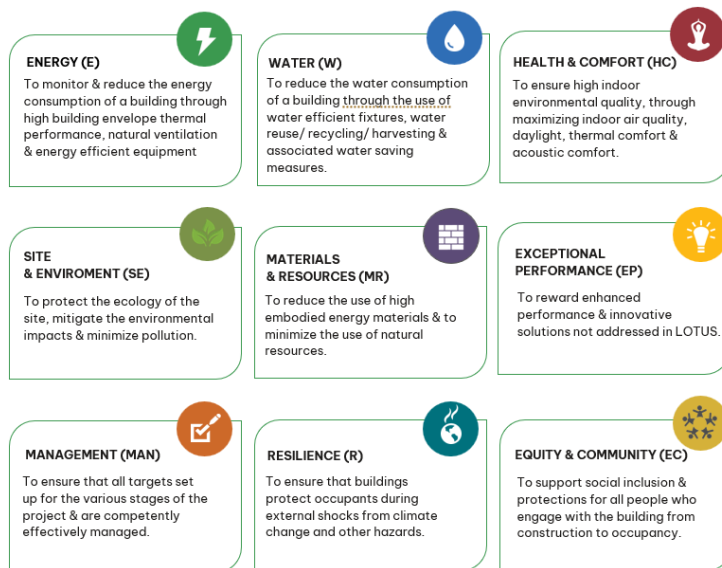 ENERGY (E)
To monitor & reduce the energy
consumption of a building through
high building envelope thermal
performance, natural ventilation
& energy efficient equipment
WATER (W)
To reduce the water consumption
of a building through the use of
water efficient fixtures, water
reuse/ recycling/ harvesting &
associated water saving
measures.
HEALTH & COMFORT (HC)
To ensure high indoor
environmental quality, through
maximizing indoor air quality,
daylight, thermal comfort &
acoustic comfort.
SITE
& ENVIROMENT (SE)
To protect the ecology of the
site, mitigate the environmental
impacts & minimize pollution.
MATERIALS
& RESOURCES (MR)
To reduce the use of high
embodied energy materials & to
minimize the use of natural
resources.
EXCEPTIONAL
PERFORMANCE (EP)
To reward enhanced
performance & innovative
solutions not addressed in LOTUS.
MANAGEMENT (MAN)
To ensure that all targets set
up for the various stages of the
project & are competently
effectively managed.
RESILIENCE (R)
To ensure that buildings
protect occupants during
external shocks from climate
change and other hazards.
EQUITY & COMMUNITY (EC)
To support social inclusion &
protections for all people who
engage with the building from
construction to occupancy.